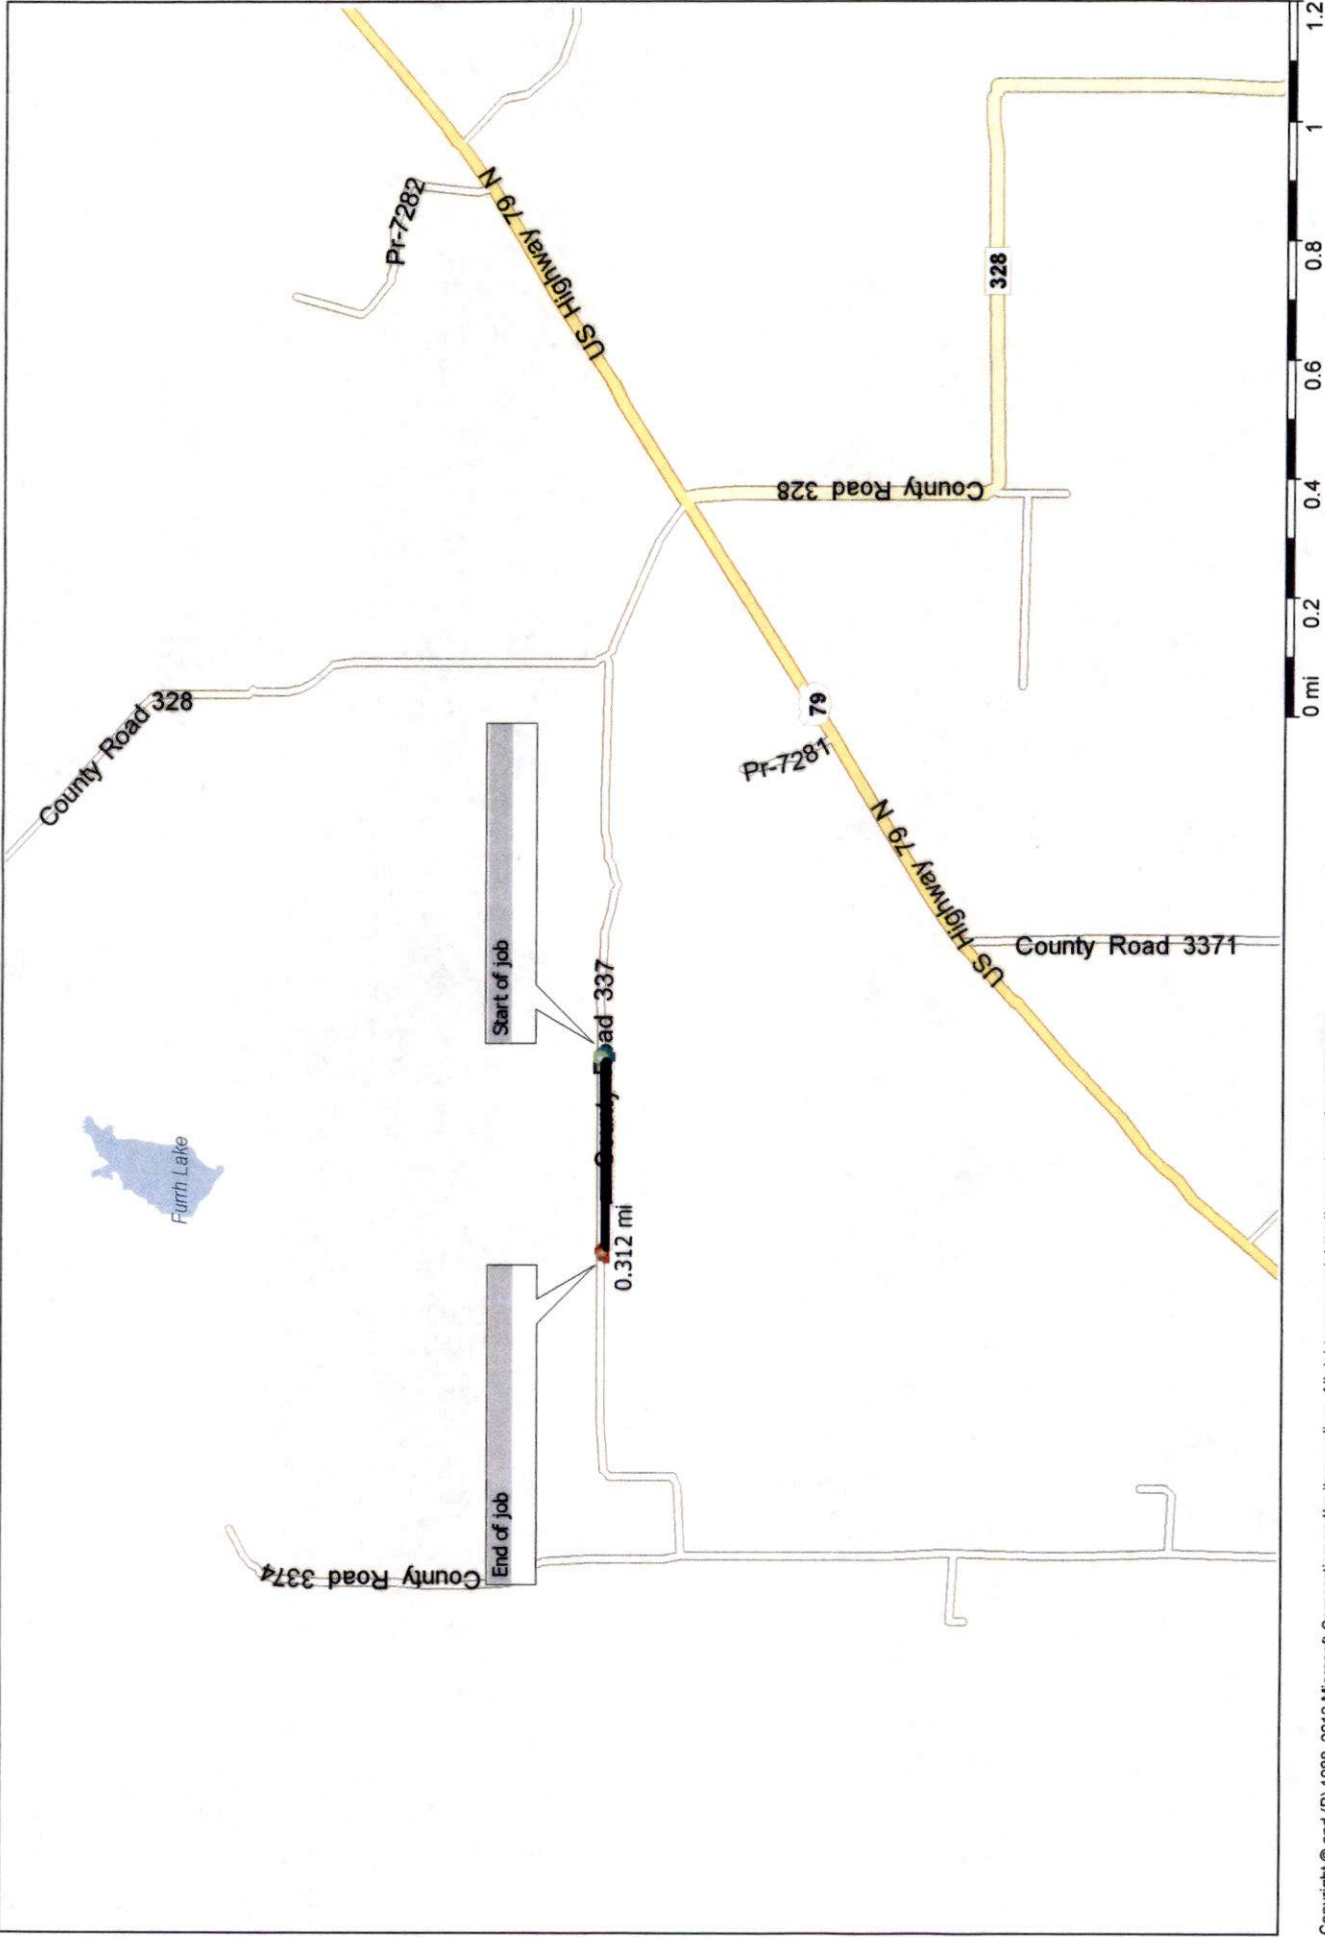 County Road 328
Pr-7282
US Highway 79 N
Furrh Lake
Start of job
End of job
County Road 337
0.312 mi
County Road 3374
County Road 328
328
79
Pr-7281
US Highway 79 N
County Road 3371
0 mi
0.2
0.4
0.6
0.8
1
1.2